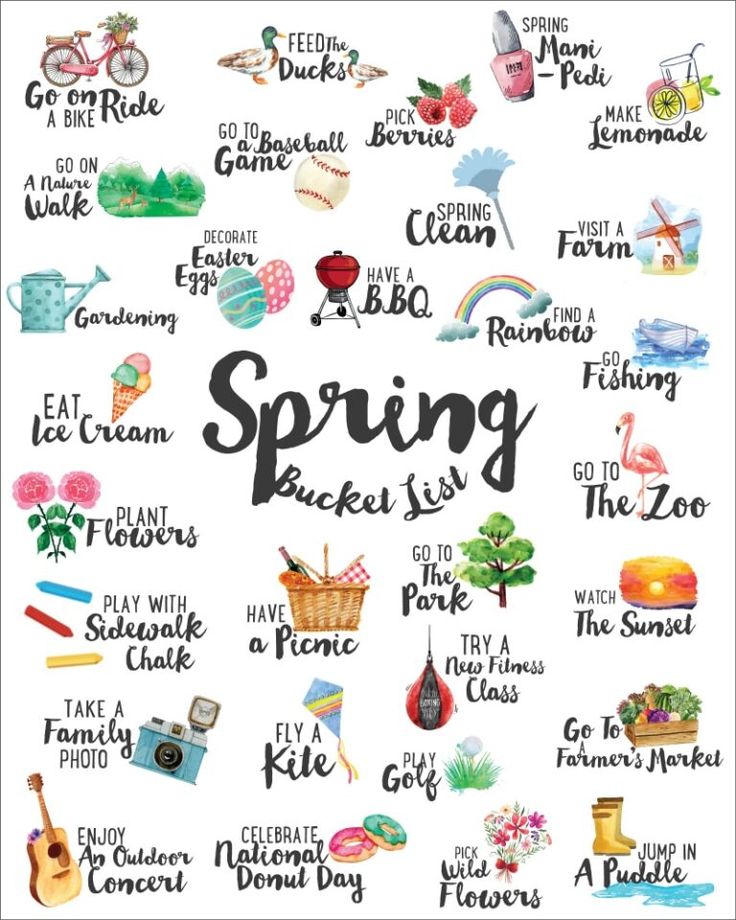 Go on
A BIKE Ride
FEED The
Ducks
SPRING
Mani
-Pedi
PICK
Berries
MAKE
Lemonade
GO TO
a Baseball
Game
GO ON
A Nature
Walk
SPRING
Clean
VISIT A
Farm
DECORATE
Easter
Eggs
HAVE A
BBQ
Gardening
FIND A
Rainbow
GO
Fishing
EAT
Ice Cream
Spring
Bucket List
GO TO
The Zoo
PLANT
Flowers
GO TO
The
Park
HAVE
a Picnic
WATCH
The Sunset
PLAY WITH
Sidewalk
Chalk
TRY A
New Fitness
Class
BOXING
TAKE A
Family
PHOTO
FLY A
Kite
PLAY
Golf
Go To
A
Farmer's Market
ENJOY
An Outdoor
Concert
CELEBRATE
National
Donut Day
PICK
Wild
Flowers
JUMP IN
A Puddle